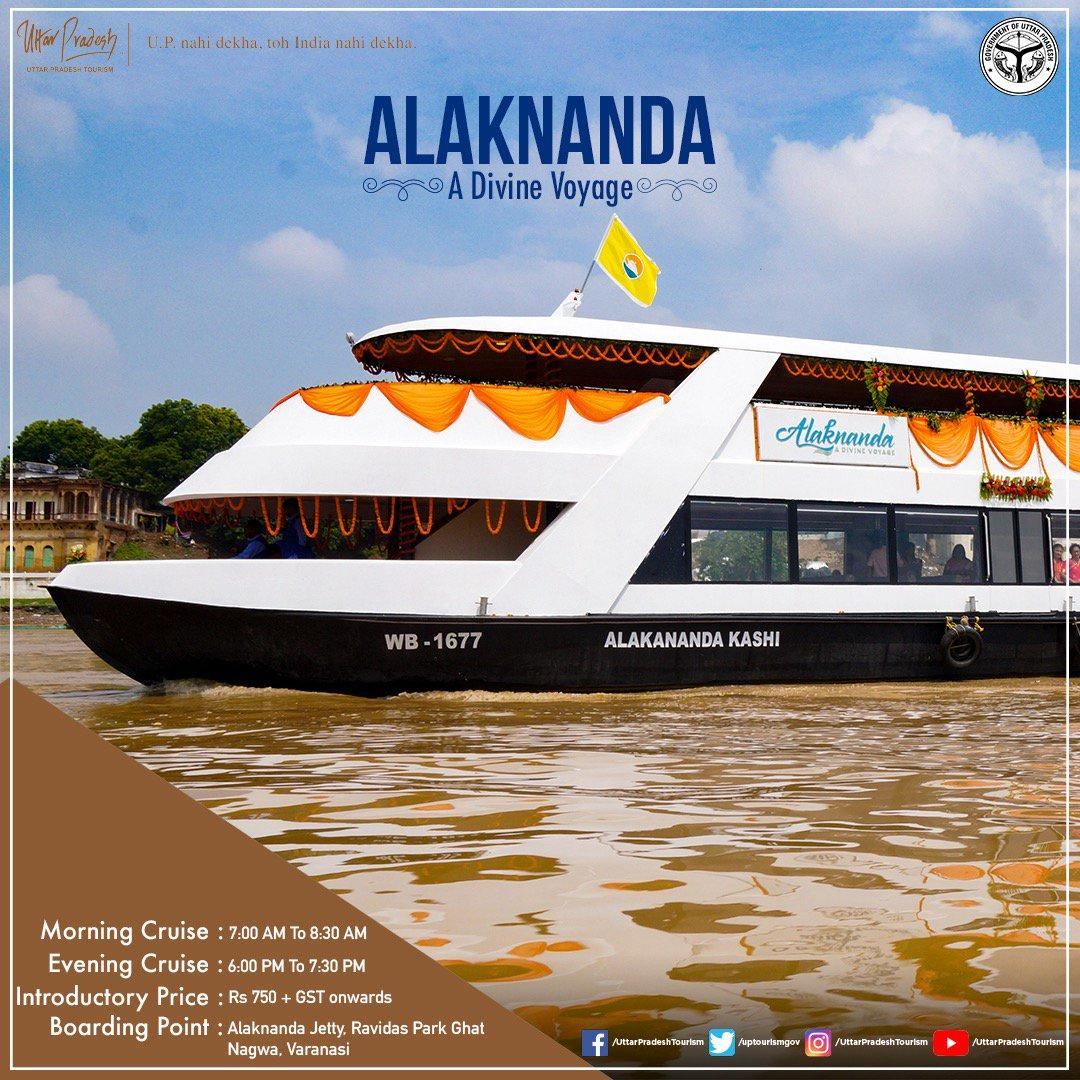 Uttar Pradesh
UTTAR PRADESH TOURISM
U.P. nahi dekha, toh India nahi dekha.
GOVERNMENT OF UTTAR PRADESH
ALAKNANDA
A Divine Voyage
Alaknanda
A DIVINE VOYAGE
WB - 1677
ALAKANANDA KASHI
Morning Cruise : 7:00 AM To 8:30 AM
Evening Cruise : 6:00 PM To 7:30 PM
Introductory Price : Rs 750 + GST onwards
Boarding Point : Alaknanda Jetty, Ravidas Park Ghat
Nagwa, Varanasi
/UttarPradeshTourism /uptourismgov /UttarPradeshTourism /UttarPradeshTourism